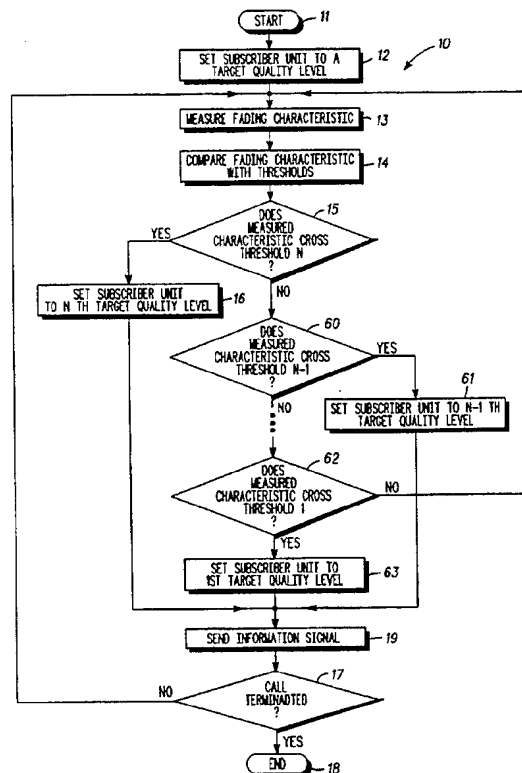 START
11
10
SET SUBSCRIBER UNIT TO A
TARGET QUALITY LEVEL
12
MEASURE FADING CHARACTERISTIC
13
COMPARE FADING CHARACTERISTIC
WITH THRESHOLDS
14
15
DOES
MEASURED
CHARACTERISTIC CROSS
THRESHOLD N
?
YES
NO
SET SUBSCRIBER UNIT
TO N TH TARGET QUALITY LEVEL
16
60
DOES
MEASURED
CHARACTERISTIC CROSS
THRESHOLD N-1
?
YES
NO
61
SET SUBSCRIBER UNIT TO N-1 TH
TARGET QUALITY LEVEL
62
DOES
MEASURED
CHARACTERISTIC CROSS
THRESHOLD 1
?
NO
YES
SET SUBSCRIBER UNIT TO
1ST TARGET QUALITY LEVEL
63
SEND INFORMATION SIGNAL
19
17
CALL
TERMINADTED
?
NO
YES
END
18